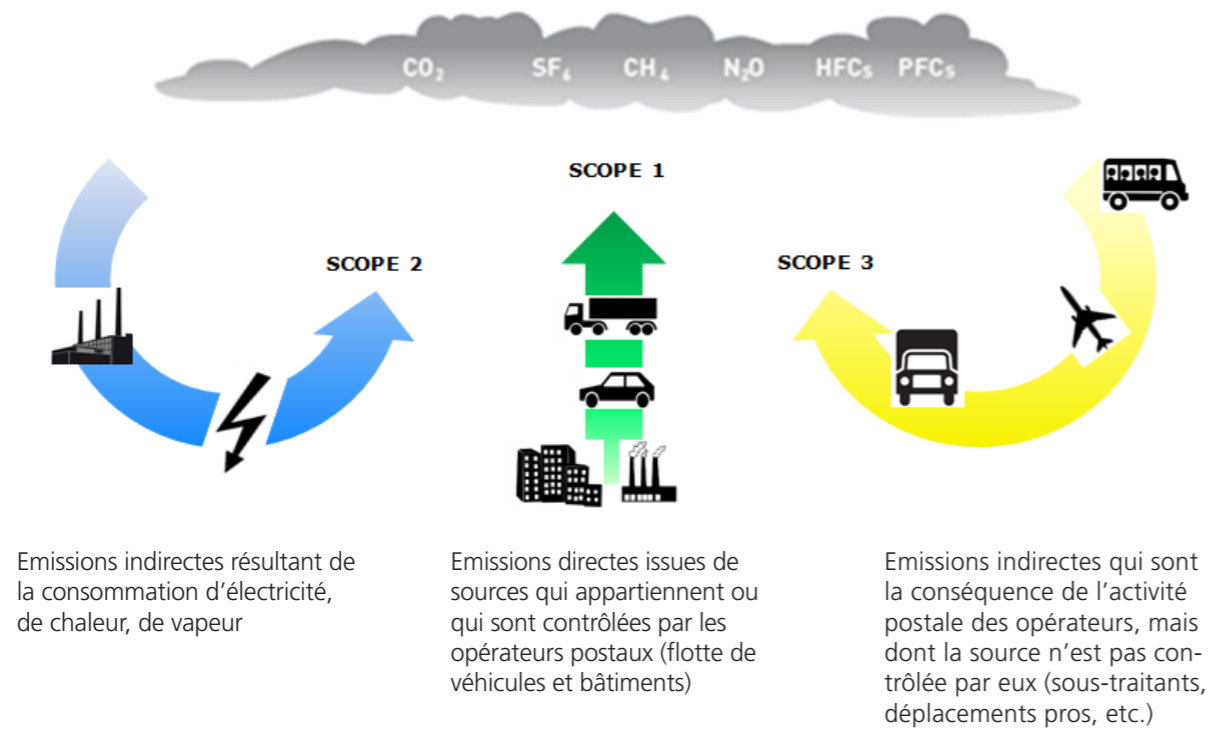 CO₂ SF₆ CH₄ N₂O HFCs PFCs
SCOPE 1
SCOPE 2
SCOPE 3
Emissions indirectes résultant de
la consommation d’électricité,
de chaleur, de vapeur
Emissions directes issues de
sources qui appartiennent ou
qui sont contrôlées par les
opérateurs postaux (flotte de
véhicules et bâtiments)
Emissions indirectes qui sont
la conséquence de l’activité
postale des opérateurs, mais
dont la source n’est pas con-
trôlée par eux (sous-traitants,
déplacements pros, etc.)